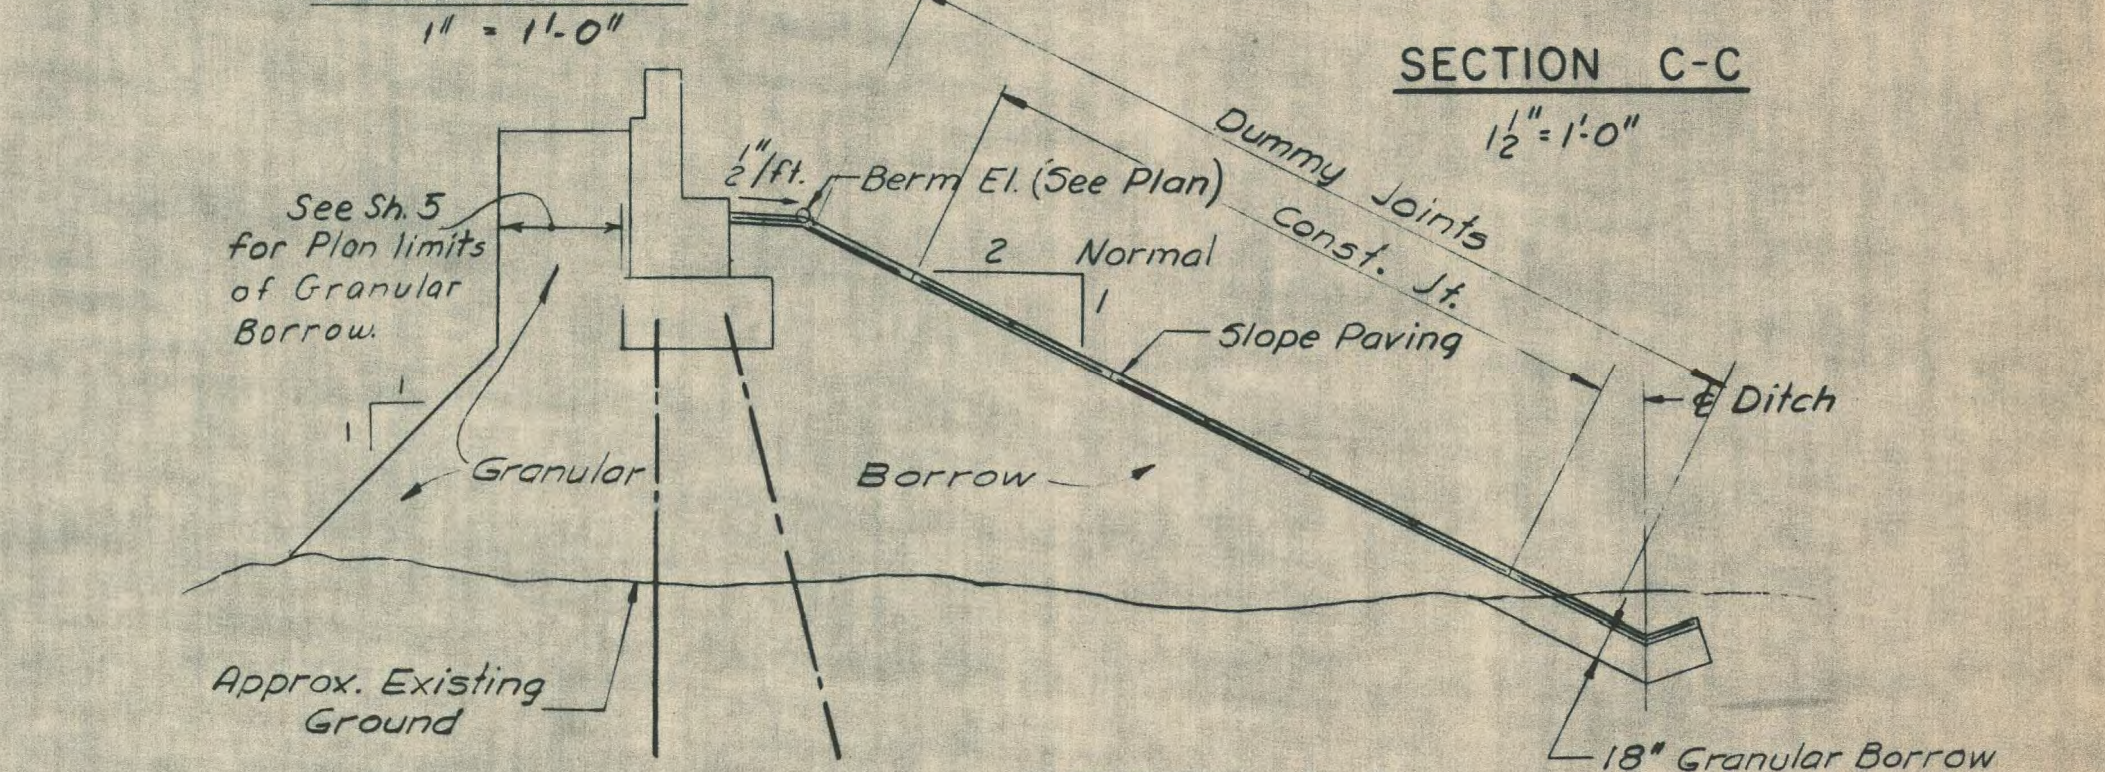 1" = 1'-0"
SECTION C-C
1 1/2" = 1'-0"
Dummy Joints
Const. Jt.
1/2"/ft.
Berm El. (See Plan)
See Sh. 5
for Plan limits
of Granular
Borrow.
2 Normal
1
Slope Paving
℄ Ditch
1
1
Granular
Borrow
Approx. Existing
Ground
18" Granular Borrow